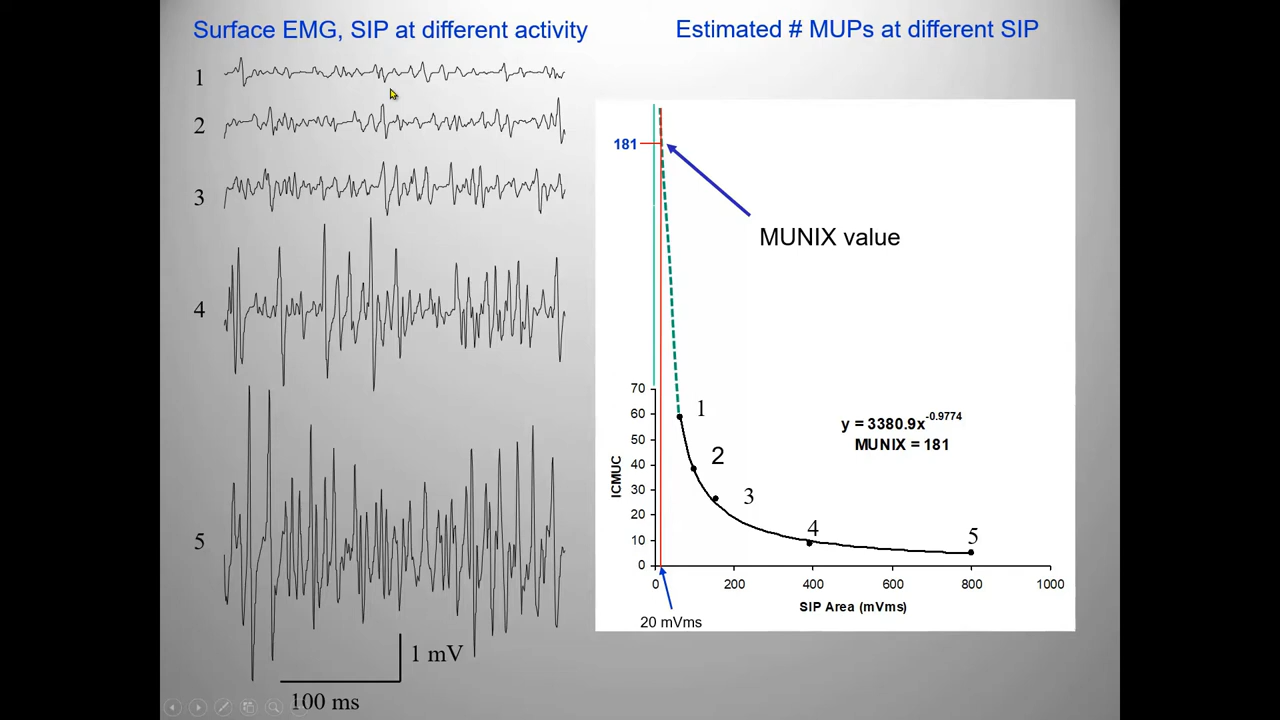 Surface EMG, SIP at different activity
1
2
3
4
5
1 mV
100 ms
Estimated # MUPs at different SIP
181
MUNIX value
y = 3380.9x^-0.9774
MUNIX = 181
ICMUC
70
60
50
40
30
20
10
0
1
2
3
4
5
0 200 400 600 800 1000
SIP Area (mVms)
20 mVms